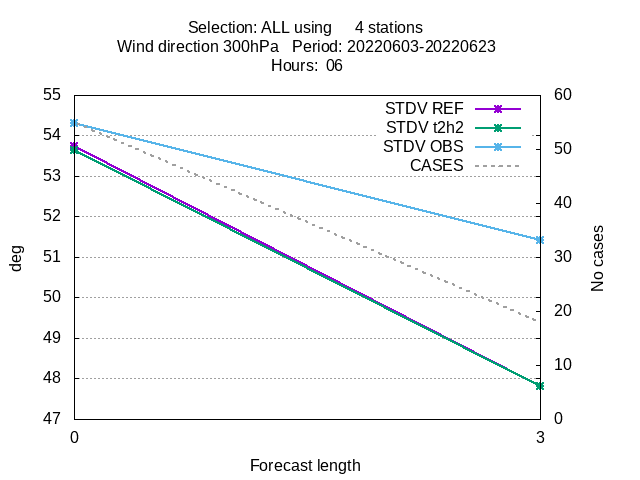 Selection: ALL using     4 stations
Wind direction 300hPa   Period: 20220603-20220623
Hours:  06
55
54
53
52
51
50
49
48
47
60
50
40
30
20
10
0
STDV REF
STDV t2h2
STDV OBS
CASES
deg
No cases
0
3
Forecast length